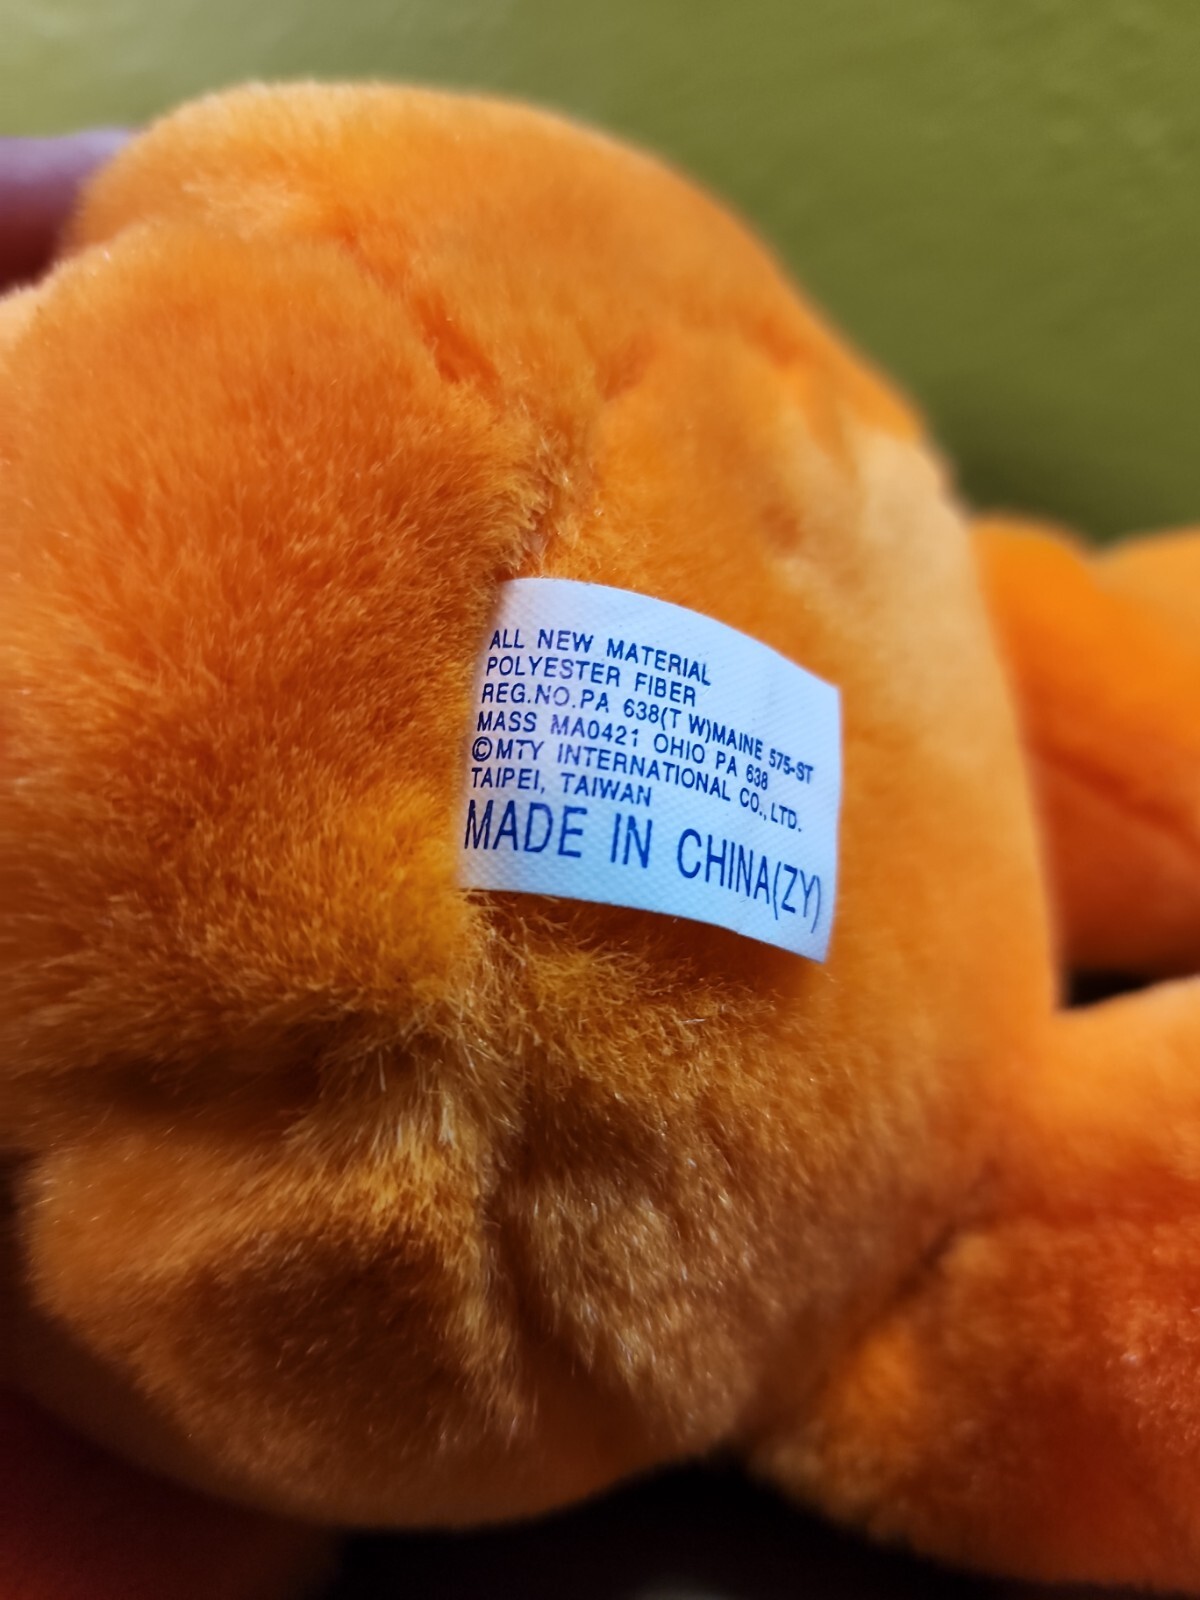 ALL NEW MATERIAL
POLYESTER FIBER
REG.NO.PA 638(T W)MAINE 575-ST
MASS MA0421 OHIO PA 638
©MTY INTERNATIONAL CO.,LTD.
TAIPEI, TAIWAN
MADE IN CHINA(ZY)